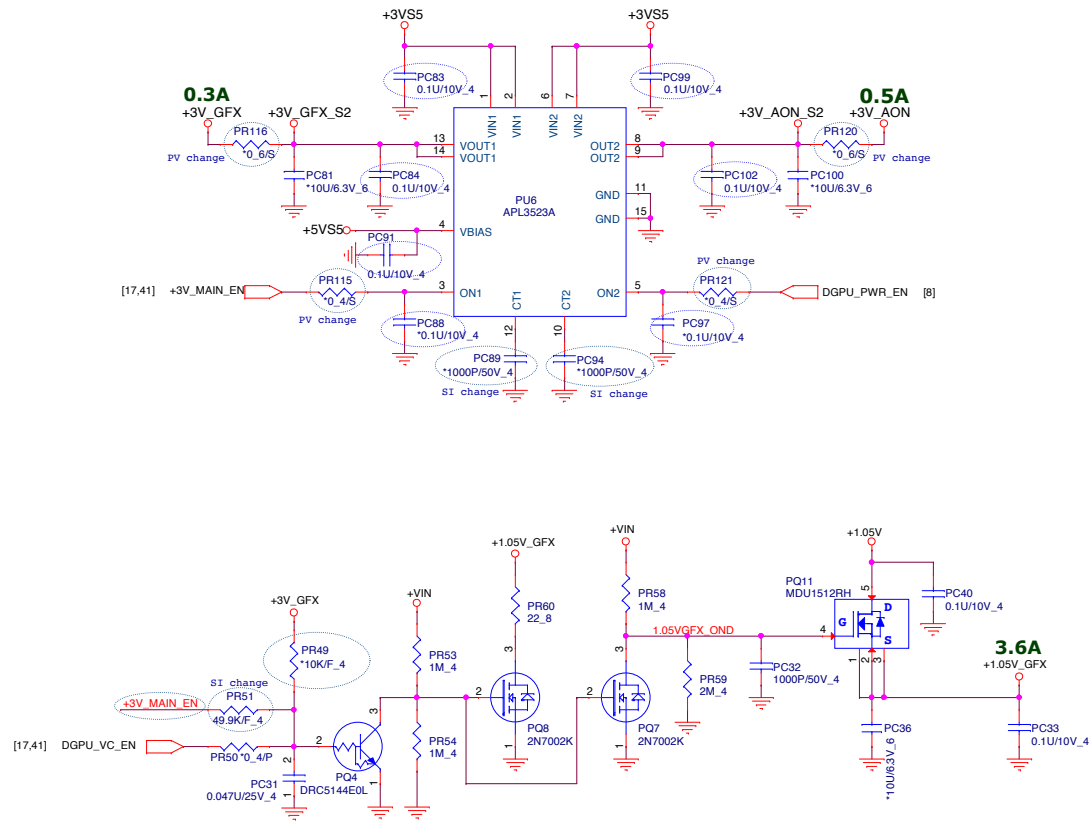 +3VS5
+3VS5
PC83
0.1U/10V_4
PC99
0.1U/10V_4
0.3A
+3V_GFX
+3V_GFX_S2
PR116
*0_6/S
PV change
PC81
*10U/6.3V_6
PC84
0.1U/10V_4
1
2
6
7
VIN1
VIN1
VIN2
VIN2
13
14
VOUT1
VOUT1
OUT2
OUT2
8
9
GND
GND
11
15
PU6
APL3523A
0.5A
+3V_AON_S2
+3V_AON
PR120
*0_6/S
PV change
PC102
0.1U/10V_4
PC100
*10U/6.3V_6
+5VS5
4
VBIAS
PC91
0.1U/10V_4
[17,41]
+3V_MAIN_EN
PR115
*0_4/S
PV change
3
ON1
PC88
*0.1U/10V_4
CT1
CT2
12
10
PC89
*1000P/50V_4
SI change
PC94
*1000P/50V_4
SI change
ON2
5
PV change
PR121
*0_4/S
DGPU_PWR_EN
[8]
PC97
*0.1U/10V_4
+3V_GFX
PR49
*10K/F_4
SI change
+3V_MAIN_EN
PR51
49.9K/F_4
[17,41]
DGPU_VC_EN
PR50
*0_4/P
2
1
PC31
0.047U/25V_4
2
3
1
PQ4
DRC5144E0L
+VIN
PR53
1M_4
PR54
1M_4
+1.05V_GFX
PR60
22_8
3
2
1
PQ8
2N7002K
+VIN
PR58
1M_4
3
2
1
PQ7
2N7002K
1.05VGFX_OND
PR59
2M_4
PC32
1000P/50V_4
+1.05V
PQ11
MDU1512RH
5
4
G
D
S
1
2
3
PC40
0.1U/10V_4
3.6A
+1.05V_GFX
PC36
*10U/6.3V_6
PC33
0.1U/10V_4